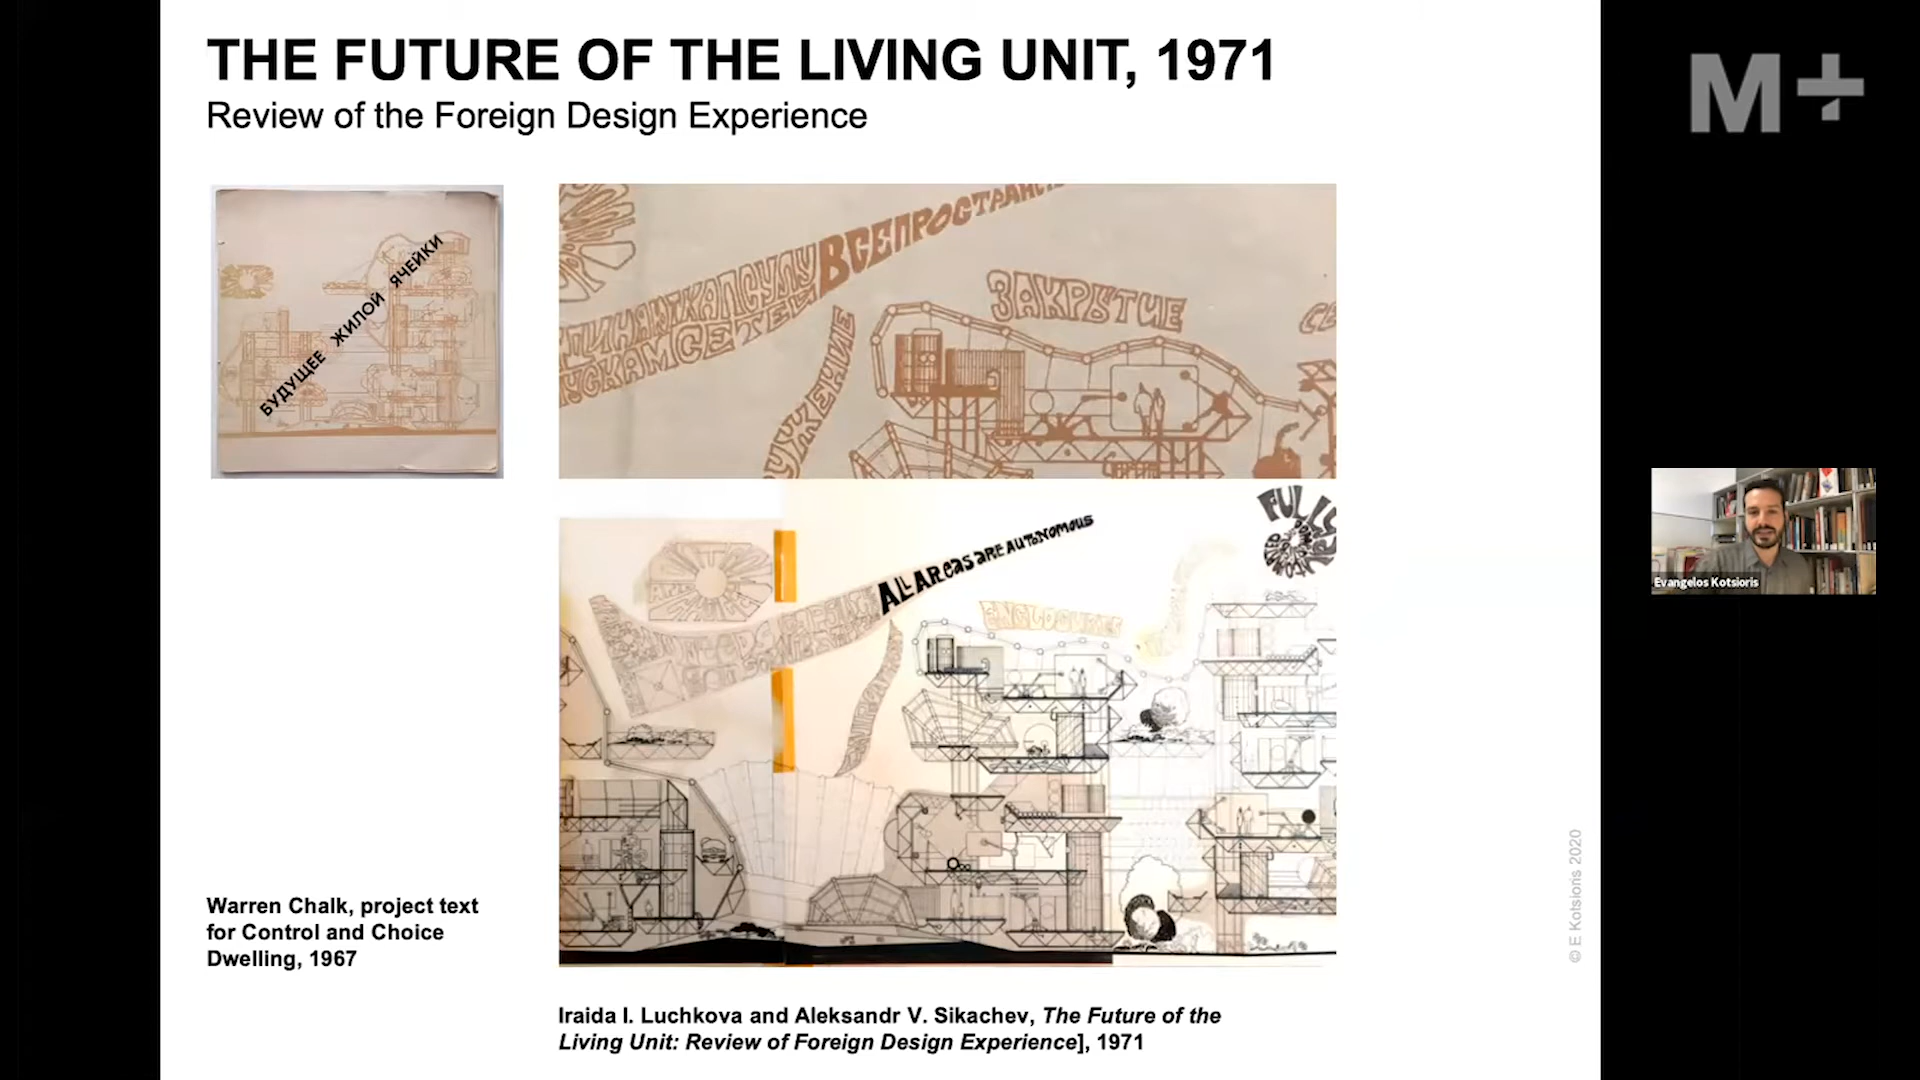 THE FUTURE OF THE LIVING UNIT, 1971
Review of the Foreign Design Experience
M+
БУДУЩЕЕ ЖИЛОЙ ЯЧЕЙКИ
ЗАКРЫТИЕ
ALL AREAS ARE AUTONOMOUS
ENCLOSURE
FULLY
Evangelos Kotsioris
Warren Chalk, project text
for Control and Choice
Dwelling, 1967
Iraida I. Luchkova and Aleksandr V. Sikachev, The Future of the
Living Unit: Review of Foreign Design Experience], 1971
© E Kotsioris 2020